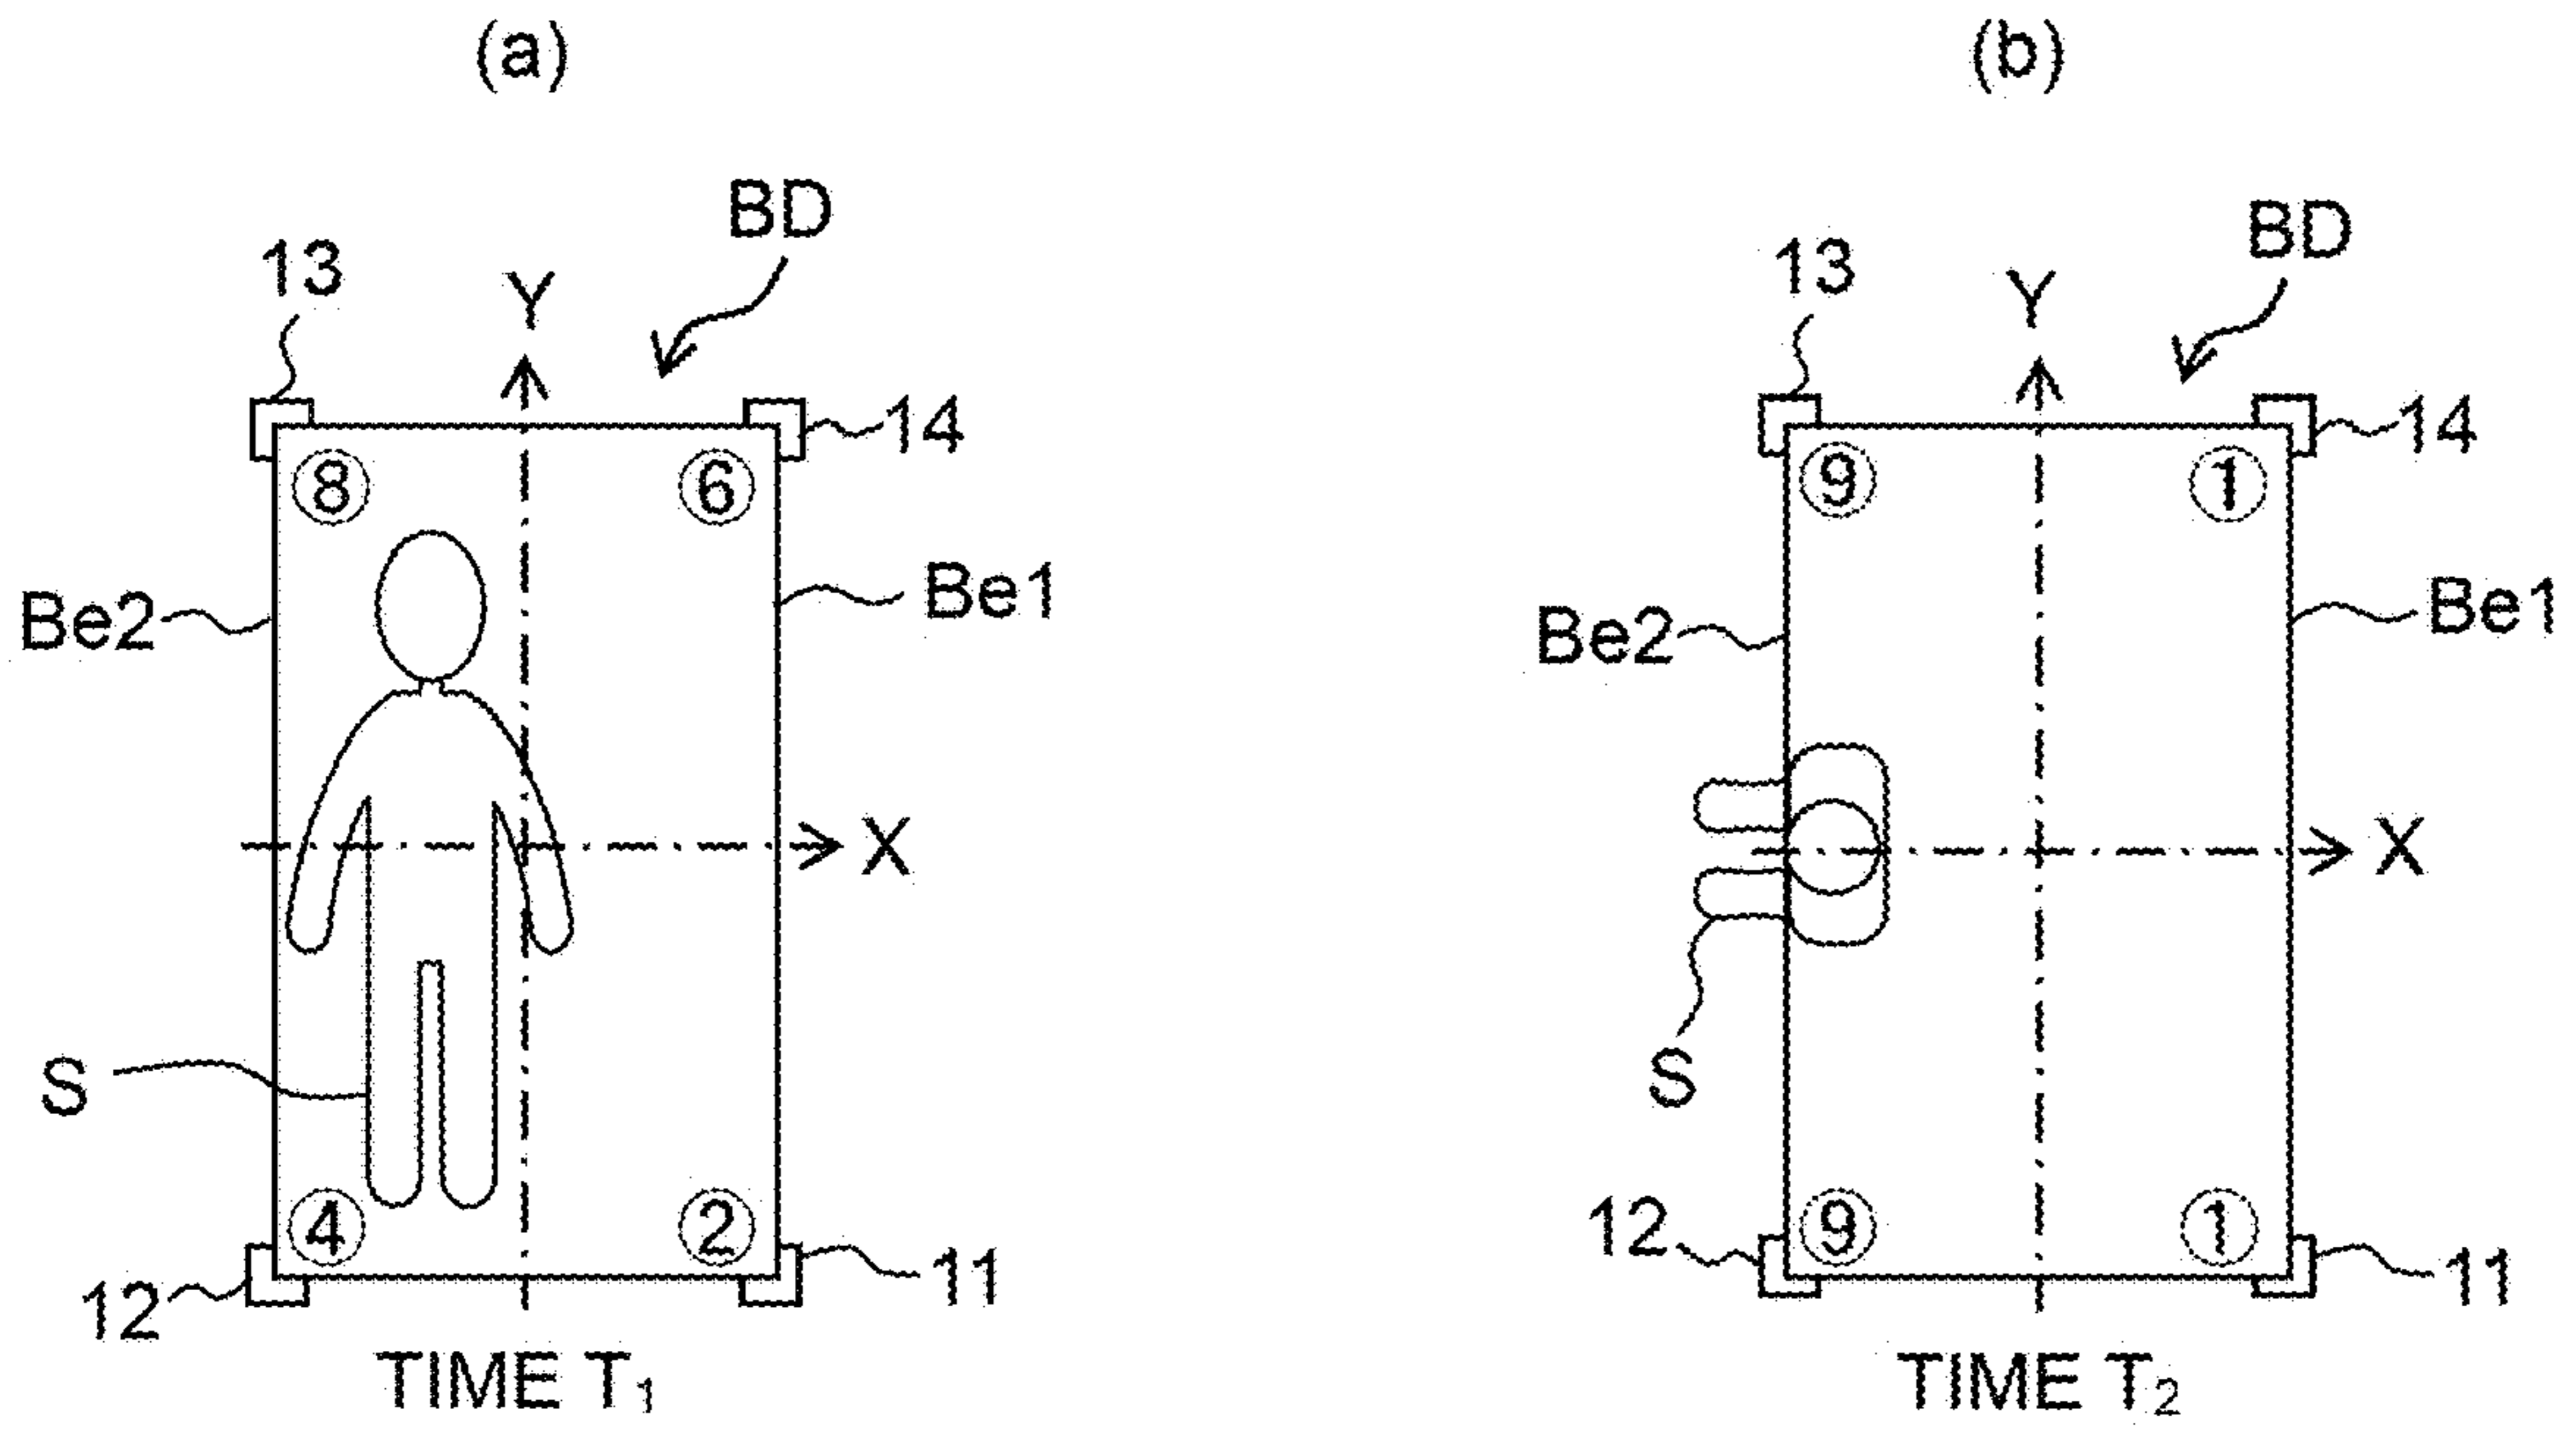 (a)
BD
13
Y
14
⑧
⑥
Be2
Be1
X
S
④
②
12
11
TIME T₁
(b)
BD
13
Y
14
⑨
①
Be2
Be1
X
S
12
⑨
①
11
TIME T₂